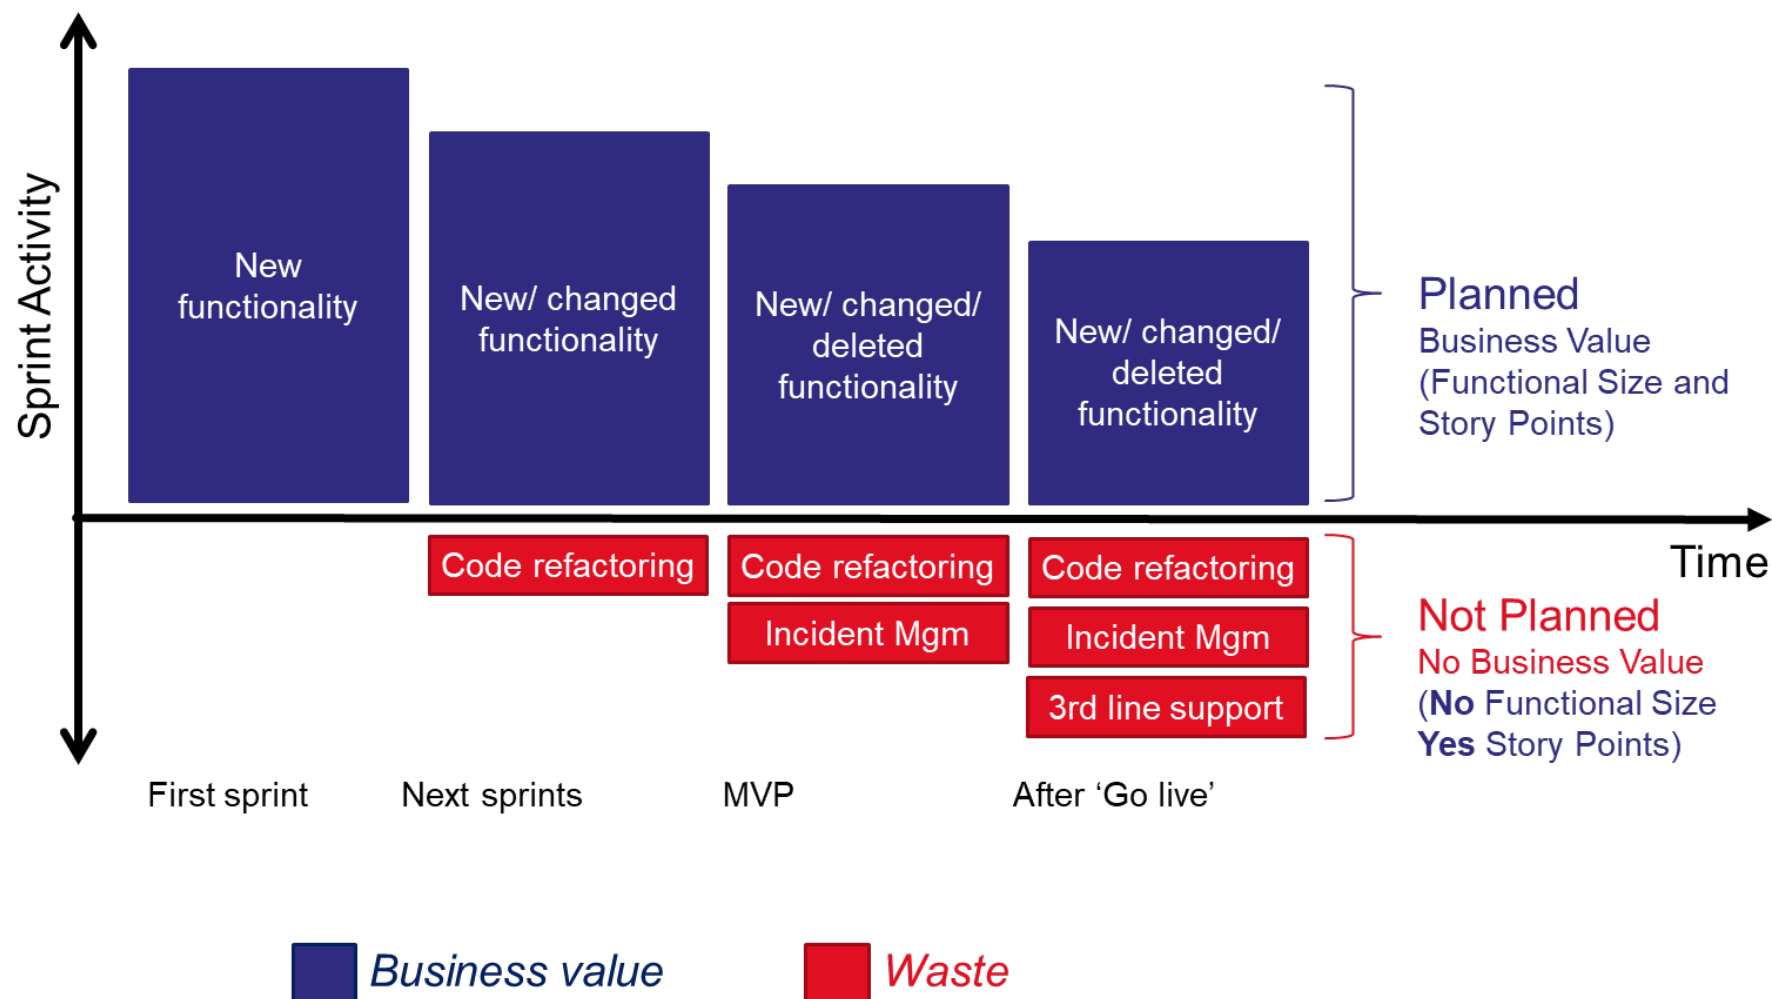 Sprint Activity
New
functionality
New/ changed
functionality
New/ changed/
deleted
functionality
New/ changed/
deleted
functionality
Planned
Business Value
(Functional Size and
Story Points)
Time
Code refactoring
Code refactoring
Incident Mgm
Code refactoring
Incident Mgm
3rd line support
Not Planned
No Business Value
(No Functional Size
Yes Story Points)
First sprint
Next sprints
MVP
After ‘Go live’
Business value
Waste